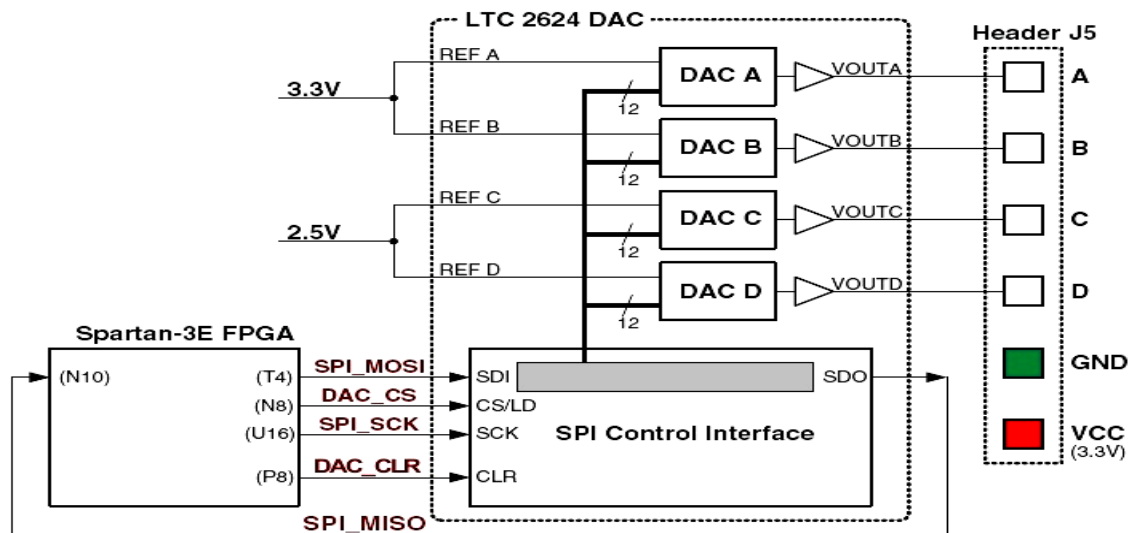 LTC 2624 DAC
Header J5
REF A
DAC A
VOUTA
A
3.3V
12
REF B
DAC B
VOUTB
B
12
REF C
DAC C
VOUTC
C
2.5V
12
REF D
DAC D
VOUTD
D
12
Spartan-3E FPGA
(N10)
(T4)
SPI_MOSI
SDI
SDO
GND
(N8)
DAC_CS
CS/LD
(U16)
SPI_SCK
SCK
SPI Control Interface
VCC
(3.3V)
(P8)
DAC_CLR
CLR
SPI_MISO